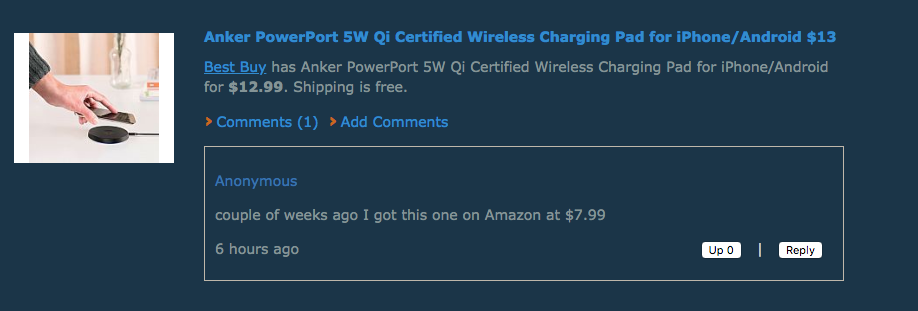 Anker PowerPort 5W Qi Certified Wireless Charging Pad for iPhone/Android $13
Best Buy has Anker PowerPort 5W Qi Certified Wireless Charging Pad for iPhone/Android
for $12.99. Shipping is free.
Comments (1) Add Comments
Anonymous
couple of weeks ago I got this one on Amazon at $7.99
6 hours ago Up 0 | Reply